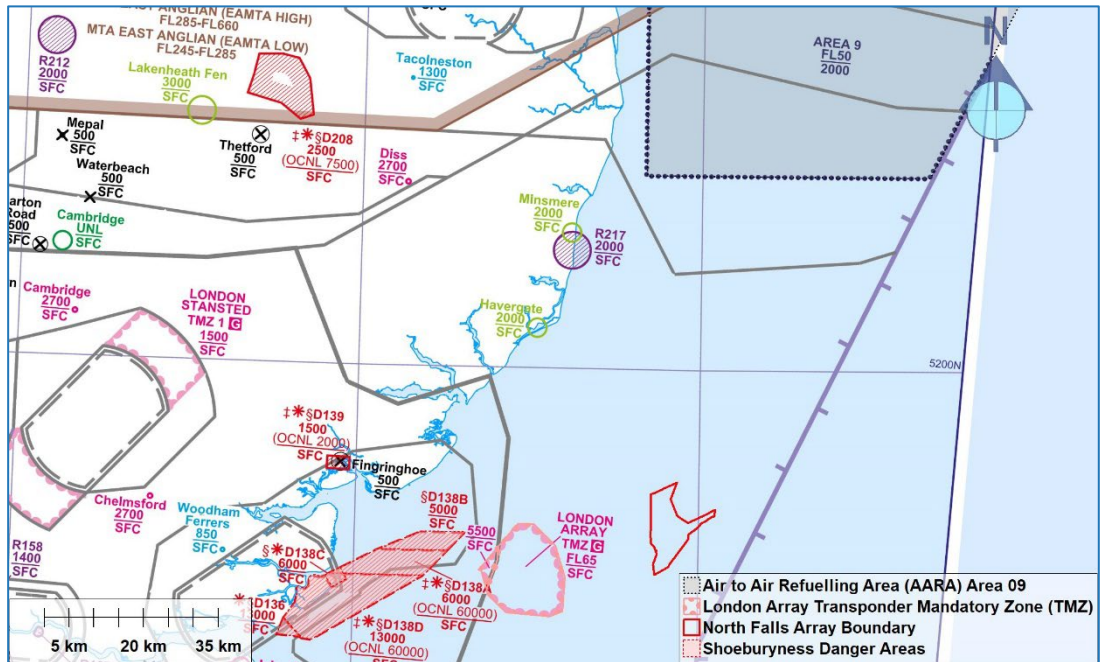 EAST ANGLIAN (EAMTA HIGH)
FL285-FL660
MTA EAST ANGLIAN (EAMTA LOW)
FL245-FL285
R212
2000
SFC
Lakenheath Fen
3000
SFC
Tacolneston
1300
SFC
AREA 9
FL50
2000
N
Mepal
500
SFC
Thetford
500
SFC
‡*§D208
2500
(OCNL 7500)
SFC
Diss
2700
SFC
Waterbeach
500
SFC
arton
Road
500
SFC
Cambridge
UNL
SFC
MInsmere
2000
SFC
R217
2000
SFC
n
Cambridge
2700
SFC
LONDON
STANSTED
TMZ 1 G
1500
SFC
Havergate
2000
SFC
5200N
‡*§D139
1500
(OCNL 2000)
SFC
Fingringhoe
500
SFC
Chelmsford
2700
SFC
Woodham
Ferrers
850
SFC
§D138B
5000
SFC
5500
SFC
LONDON
ARRAY
TMZ G
FL65
SFC
R158
1400
SFC
§*D138C
6000
SFC
‡*§D138A
6000
(OCNL 60000)
SFC
D136
SFC
‡*§D138D
13000
(OCNL 60000)
5 km 20 km 35 km
Air to Air Refuelling Area (AARA) Area 09
London Array Transponder Mandatory Zone (TMZ)
North Falls Array Boundary
Shoeburyness Danger Areas